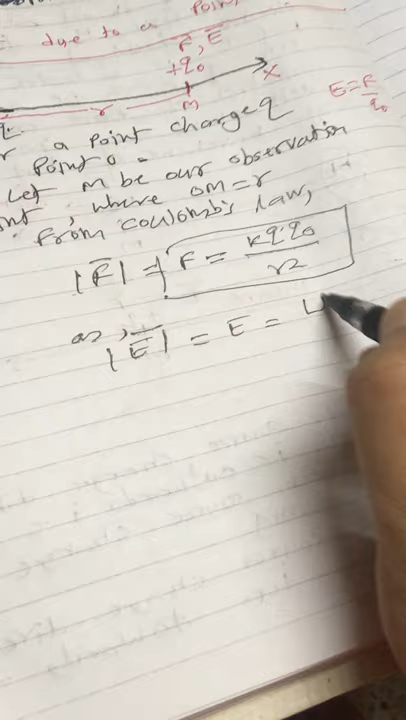 due to a Point
F̅, E̅
+q₀
X
r
M
E = F/q₀
q.
a Point charge q
Point O
Let M be our observation
, where OM = r
From coulomb's law,
|F̅| = F = Kqq₀/r²
as, |E̅| = E =